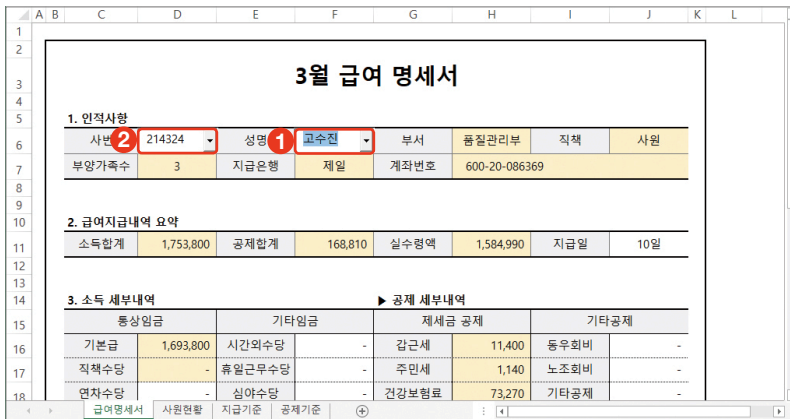 A B C D E F G H I J K L
1
2
3 3월 급여 명세서
4
5 1. 인적사항
6 사번 2 214324 성명 1 고수진 부서 품질관리부 직책 사원
7 부양가족수 3 지급은행 제일 계좌번호 600-20-086369
8
9
10 2. 급여지급내역 요약
11 소득합계 1,753,800 공제합계 168,810 실수령액 1,584,990 지급일 10일
12
13
14 3. 소득 세부내역 ▶ 공제 세부내역
15 통상임금 기타임금 제세금 공제 기타공제
16 기본급 1,693,800 시간외수당 - 갑근세 11,400 동우회비 -
17 직책수당 - 휴일근무수당 - 주민세 1,140 노조회비 -
18 연차수당 - 심야수당 - 건강보험료 73,270 기타공제 -
급여명세서 사원현황 지급기준 공제기준